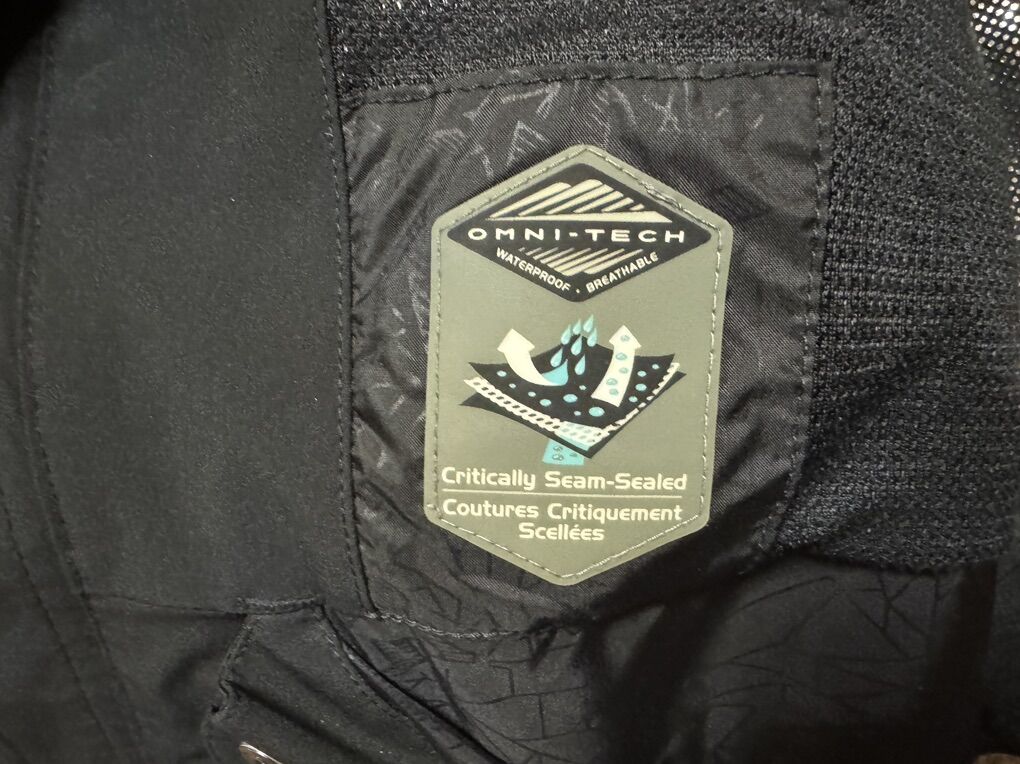 OMNI-TECH
WATERPROOF • BREATHABLE
Critically Seam-Sealed
Coutures Critiquement
Scellées